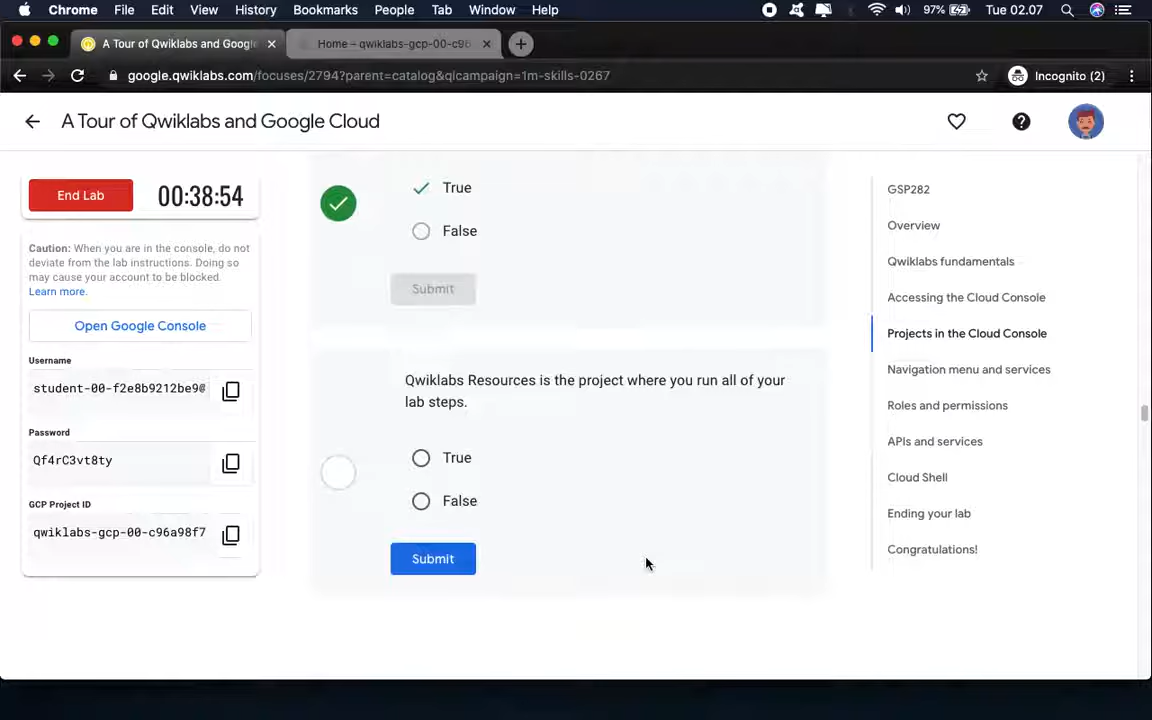 Chrome File Edit View History Bookmarks People Tab Window Help 97% Tue 02.07
A Tour of Qwiklabs and Google
Home – qwiklabs-gcp-00-c96
google.qwiklabs.com/focuses/2794?parent=catalog&qlcampaign=1m-skills-0267
Incognito (2)
A Tour of Qwiklabs and Google Cloud
End Lab
00:38:54
Caution: When you are in the console, do not
deviate from the lab instructions. Doing so
may cause your account to be blocked.
Learn more.
Open Google Console
Username
student-00-f2e8b9212be9@
Password
Qf4rC3vt8ty
GCP Project ID
qwiklabs-gcp-00-c96a98f7
True
False
Submit
Qwiklabs Resources is the project where you run all of your
lab steps.
True
False
Submit
GSP282
Overview
Qwiklabs fundamentals
Accessing the Cloud Console
Projects in the Cloud Console
Navigation menu and services
Roles and permissions
APIs and services
Cloud Shell
Ending your lab
Congratulations!